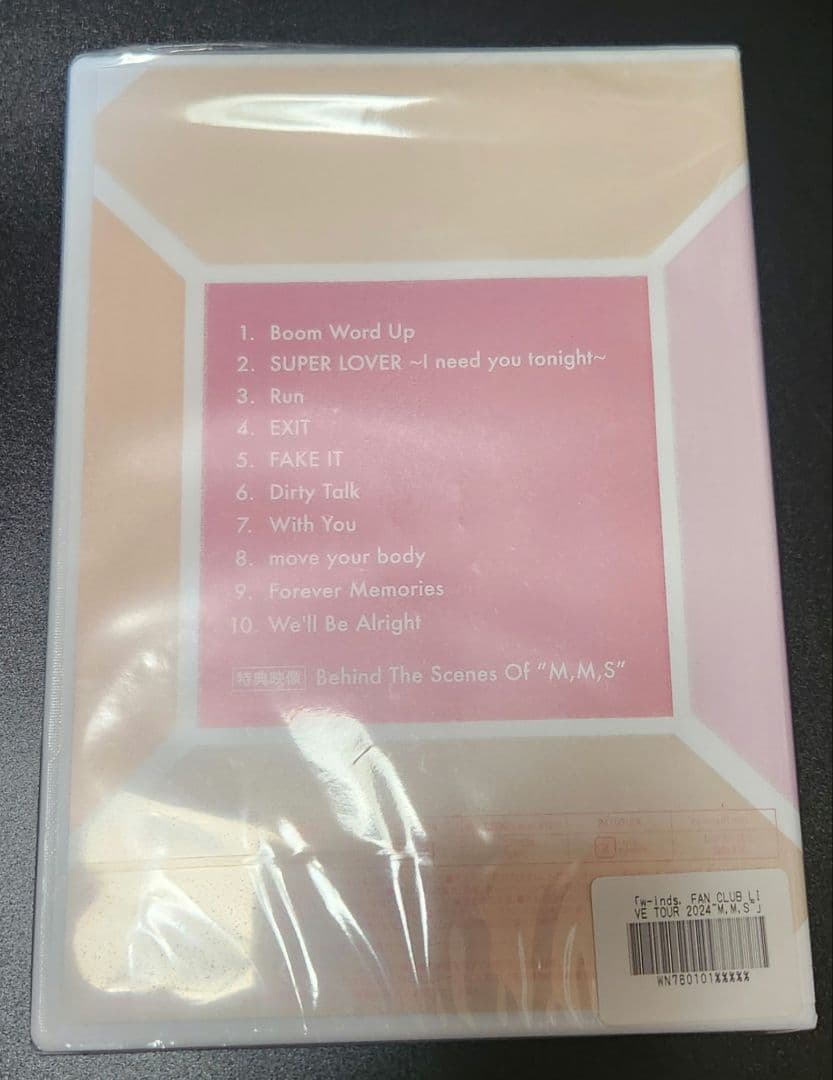 1. Boom Word Up
2. SUPER LOVER ~I need you tonight~
3. Run
4. EXIT
5. FAKE IT
6. Dirty Talk
7. With You
8. move your body
9. Forever Memories
10. We'll Be Alright
特典映像 Behind The Scenes Of "M,M,S"
「w-inds. FAN CLUB LI
VE TOUR 2024"M,M,S"」
WN760101%%%%%